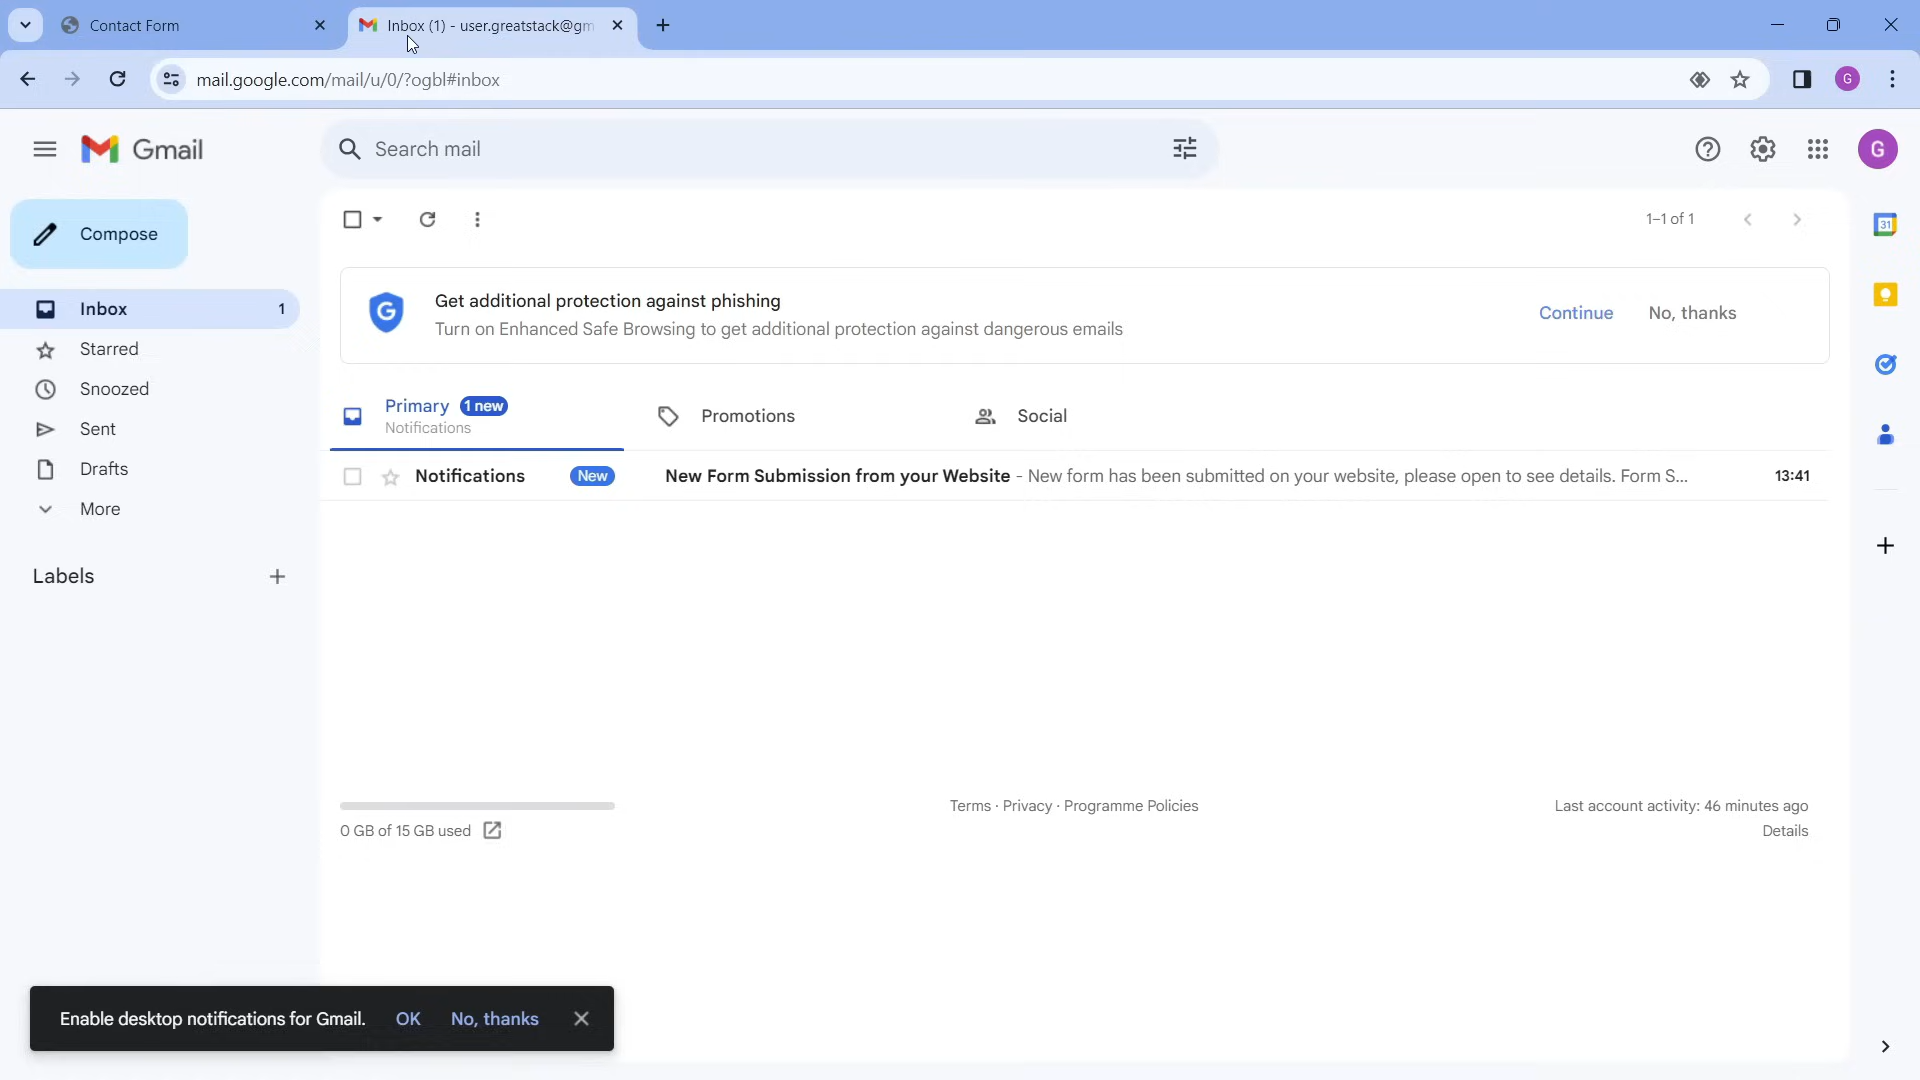 Contact Form
Inbox (1) - user.greatstack@gm
mail.google.com/mail/u/0/?ogbl#inbox
G
Gmail
Search mail
G
Compose
1–1 of 1
31
Inbox 1
G
Get additional protection against phishing
Turn on Enhanced Safe Browsing to get additional protection against dangerous emails
Continue
No, thanks
Starred
Snoozed
Sent
Drafts
More
Labels
Primary 1 new
Notifications
Promotions
Social
Notifications New New Form Submission from your Website - New form has been submitted on your website, please open to see details. Form S... 13:41
0 GB of 15 GB used
Terms · Privacy · Programme Policies
Last account activity: 46 minutes ago
Details
Enable desktop notifications for Gmail. OK No, thanks